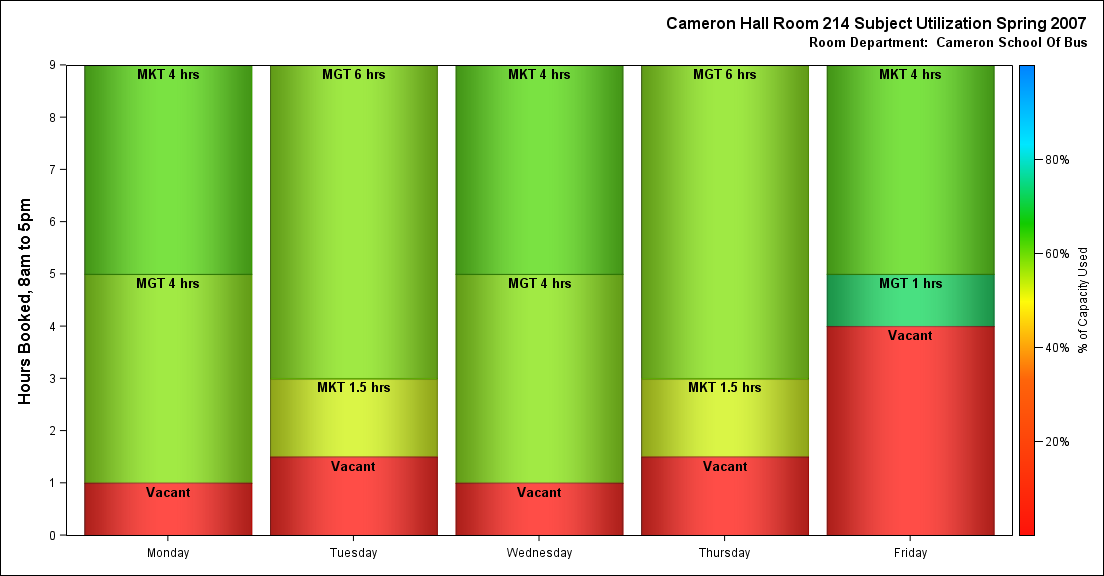 Cameron Hall Room 214 Subject Utilization Spring 2007
Room Department:  Cameron School Of Bus
Hours Booked, 8am to 5pm
9
8
7
6
5
4
3
2
1
0
MKT 4 hrs
MGT 4 hrs
Vacant
MGT 6 hrs
MKT 1.5 hrs
Vacant
MKT 4 hrs
MGT 4 hrs
Vacant
MGT 6 hrs
MKT 1.5 hrs
Vacant
MKT 4 hrs
MGT 1 hrs
Vacant
Monday
Tuesday
Wednesday
Thursday
Friday
80%
60%
40%
20%
% of Capacity Used